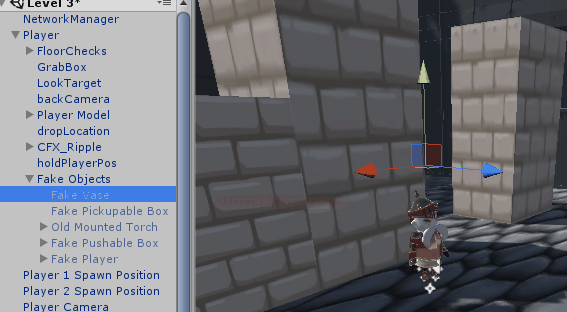 Level 3*
NetworkManager
Player
FloorChecks
GrabBox
LookTarget
backCamera
Player Model
dropLocation
CFX_Ripple
holdPlayerPos
Fake Objects
Fake Vase
Fake Pickupable Box
Old Mounted Torch
Fake Pushable Box
Fake Player
Player 1 Spawn Position
Player 2 Spawn Position
Player Camera